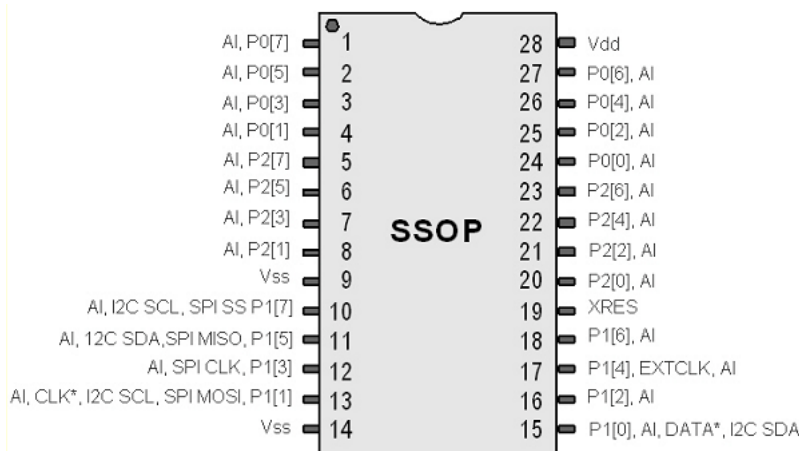 AI, P0[7] 1 28 Vdd
AI, P0[5] 2 27 P0[6], AI
AI, P0[3] 3 26 P0[4], AI
AI, P0[1] 4 25 P0[2], AI
AI, P2[7] 5 24 P0[0], AI
AI, P2[5] 6 23 P2[6], AI
AI, P2[3] 7 22 P2[4], AI
SSOP
AI, P2[1] 8 21 P2[2], AI
Vss 9 20 P2[0], AI
AI, I2C SCL, SPI SS P1[7] 10 19 XRES
AI, 12C SDA,SPI MISO, P1[5] 11 18 P1[6], AI
AI, SPI CLK, P1[3] 12 17 P1[4], EXTCLK, AI
AI, CLK*, I2C SCL, SPI MOSI, P1[1] 13 16 P1[2], AI
Vss 14 15 P1[0], AI, DATA*, I2C SDA